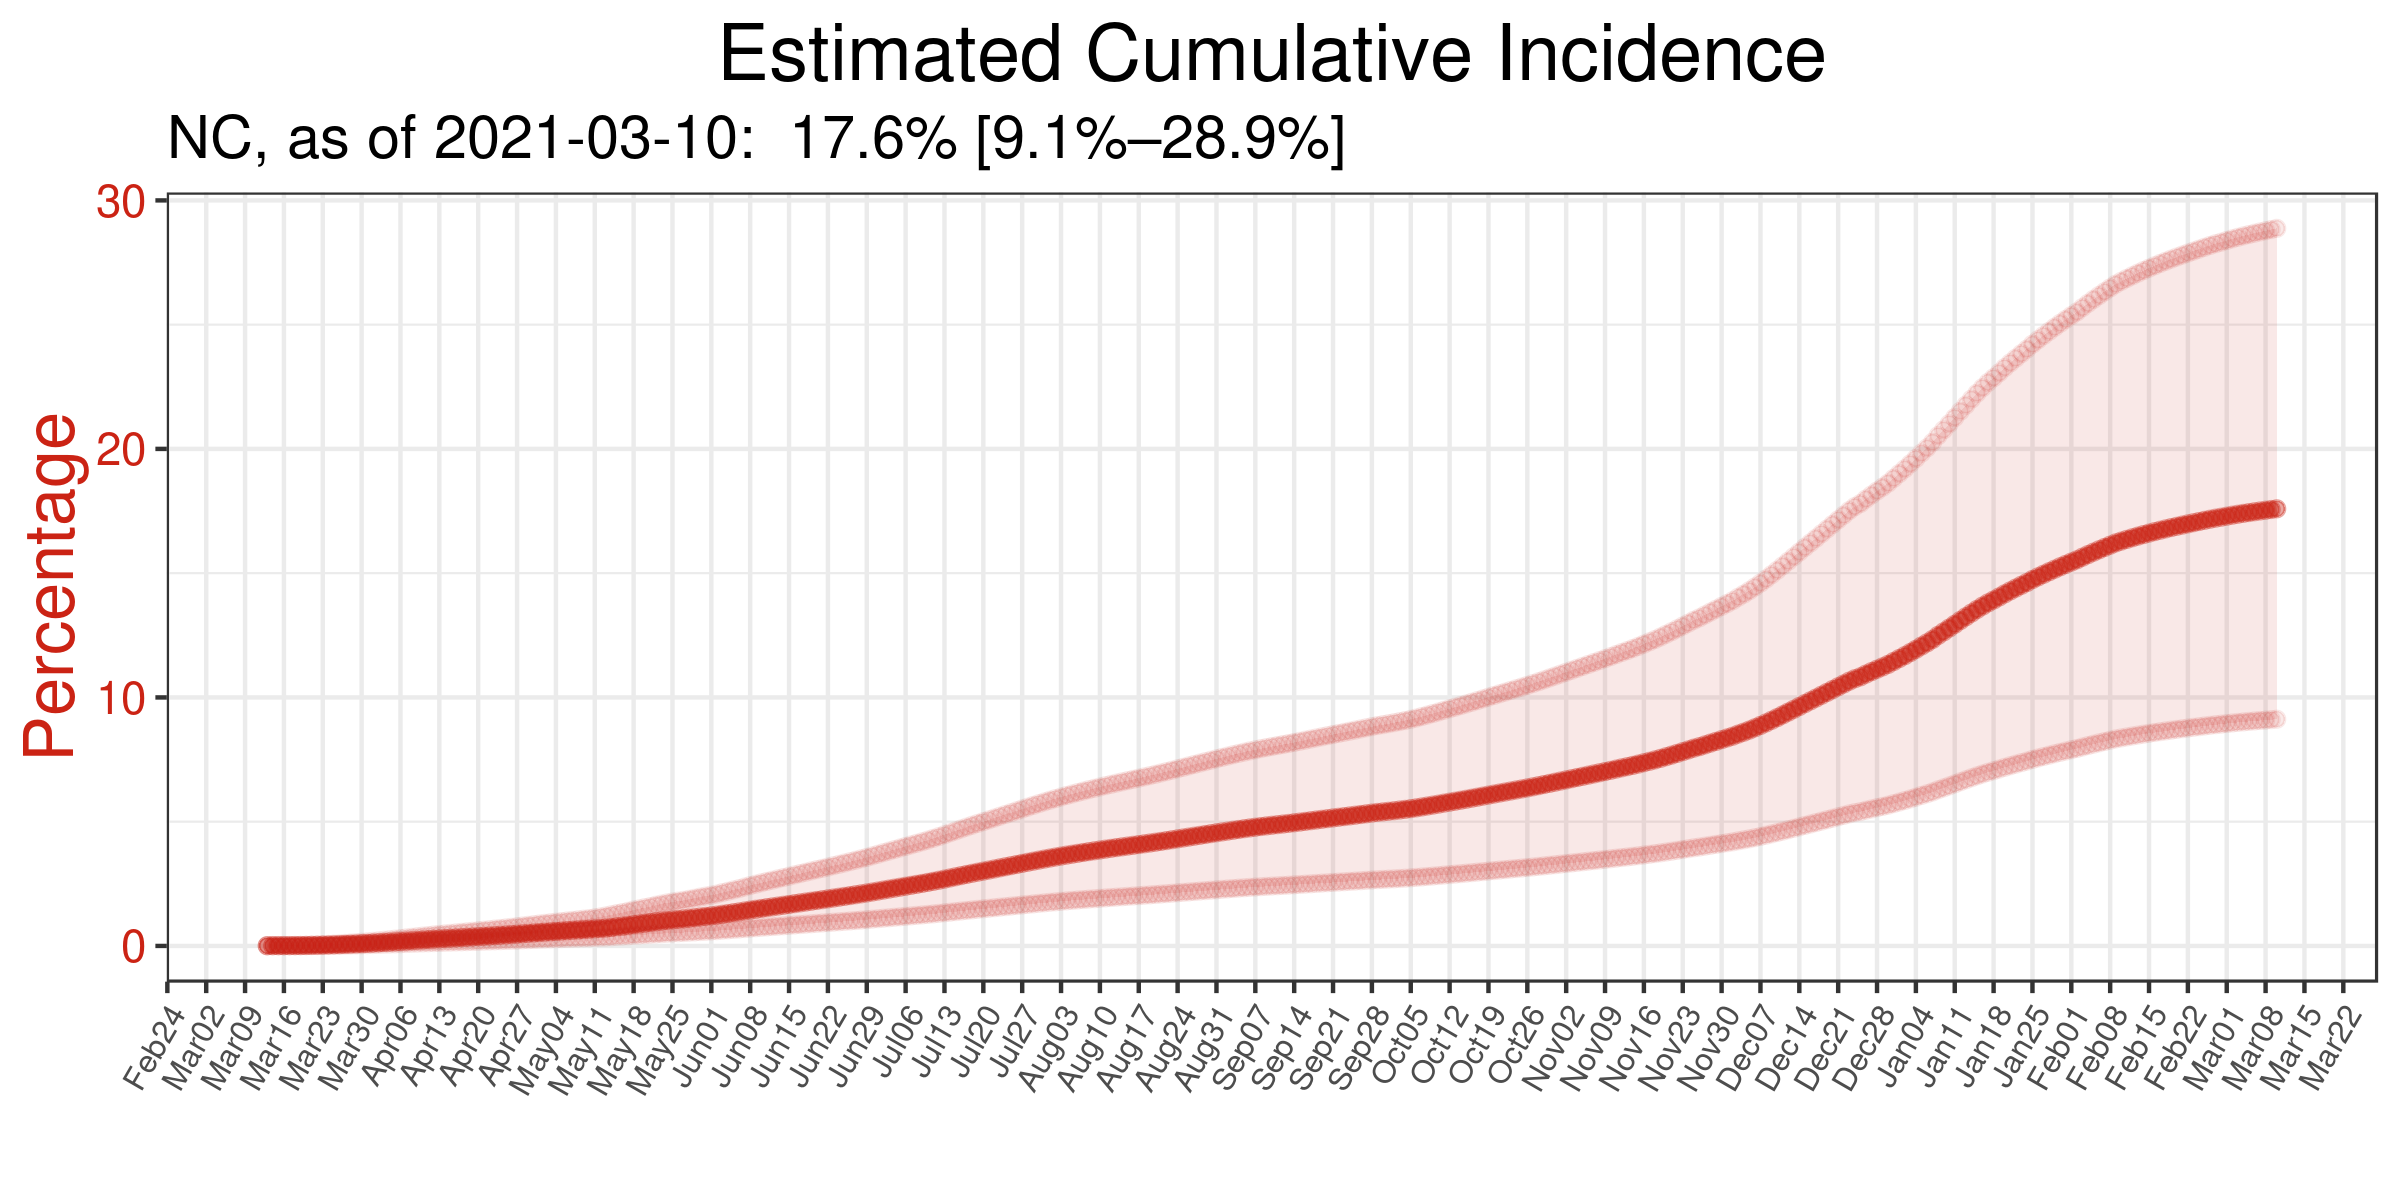 Estimated Cumulative Incidence
NC, as of 2021-03-10:  17.6% [9.1%–28.9%]
Percentage
30
20
10
0
Feb24
Mar02
Mar09
Mar16
Mar23
Mar30
Apr06
Apr13
Apr20
Apr27
May04
May11
May18
May25
Jun01
Jun08
Jun15
Jun22
Jun29
Jul06
Jul13
Jul20
Jul27
Aug03
Aug10
Aug17
Aug24
Aug31
Sep07
Sep14
Sep21
Sep28
Oct05
Oct12
Oct19
Oct26
Nov02
Nov09
Nov16
Nov23
Nov30
Dec07
Dec14
Dec21
Dec28
Jan04
Jan11
Jan18
Jan25
Feb01
Feb08
Feb15
Feb22
Mar01
Mar08
Mar15
Mar22